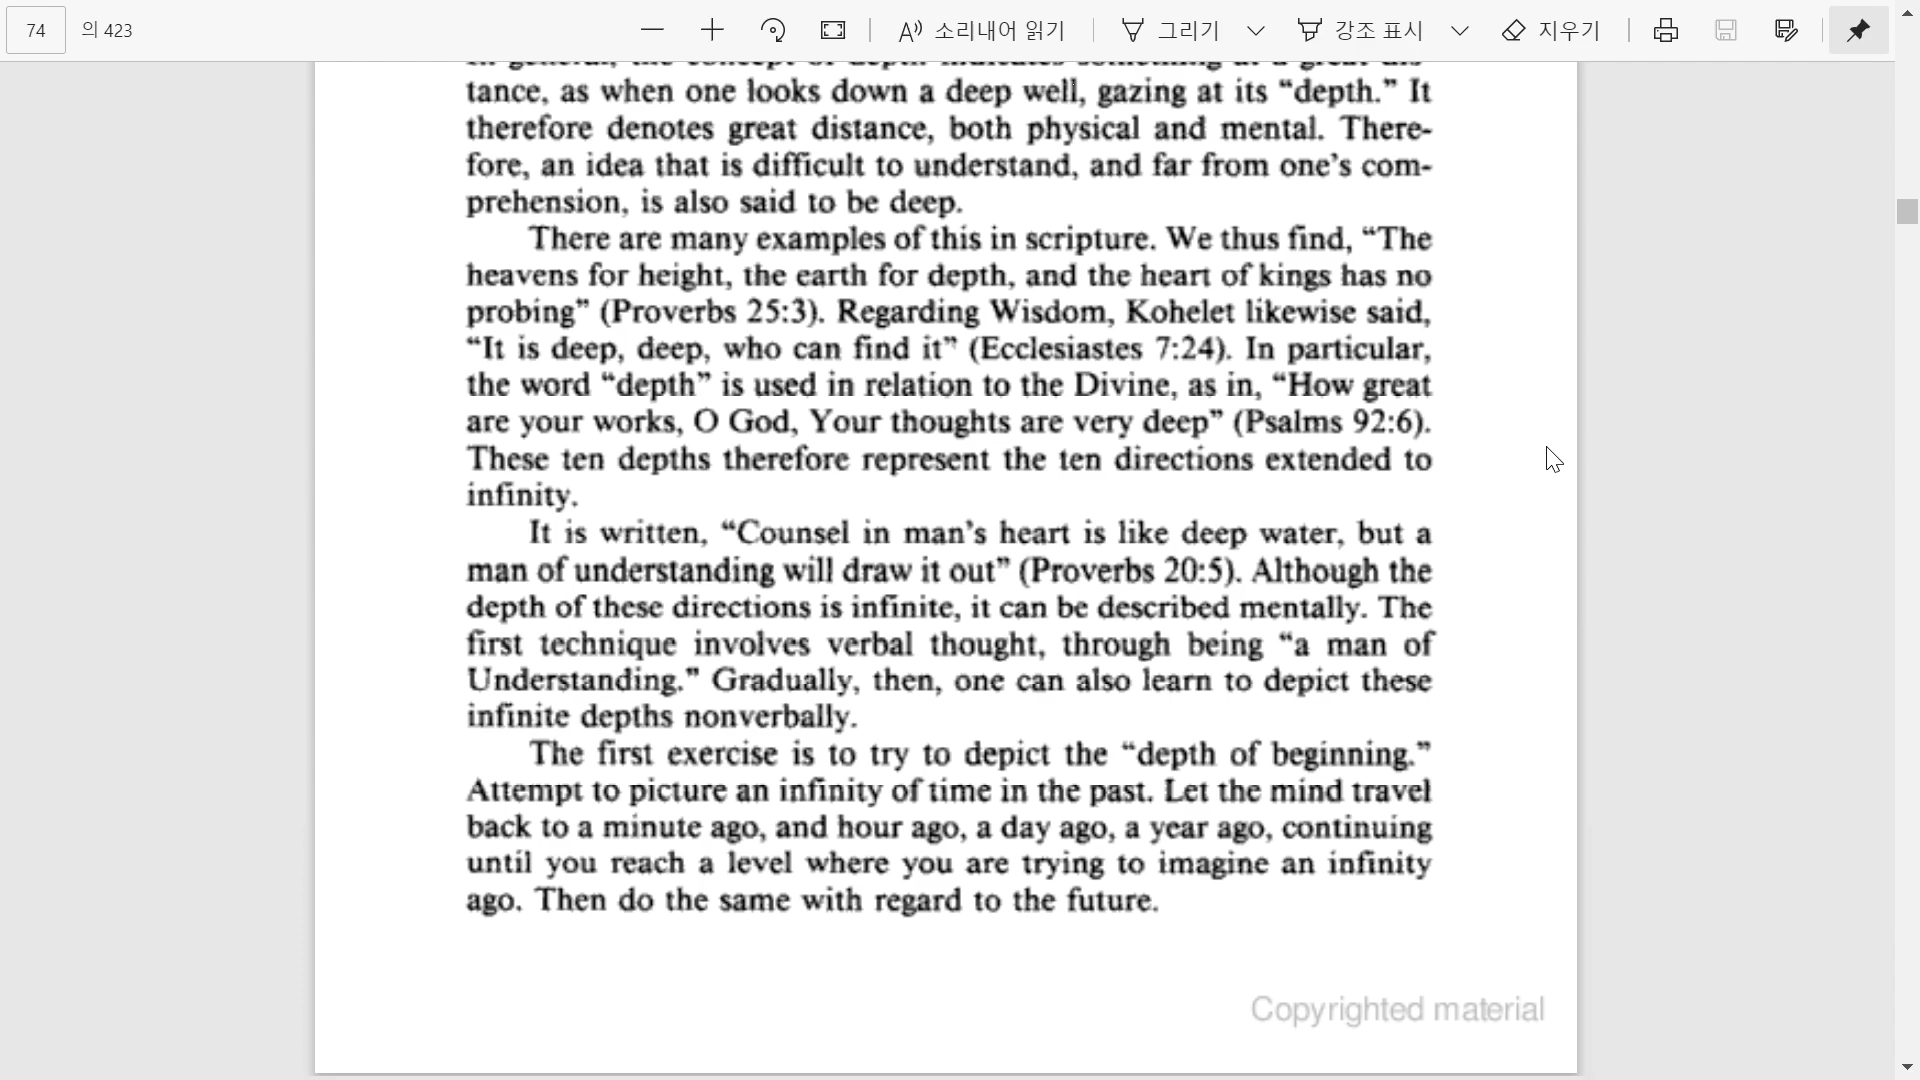 74 의 423 소리내어 읽기 그리기 강조 표시 지우기
In general, the concept of depth indicates something at a great dis-
tance, as when one looks down a deep well, gazing at its “depth.” It
therefore denotes great distance, both physical and mental. There-
fore, an idea that is difficult to understand, and far from one’s com-
prehension, is also said to be deep.
There are many examples of this in scripture. We thus find, “The
heavens for height, the earth for depth, and the heart of kings has no
probing” (Proverbs 25:3). Regarding Wisdom, Kohelet likewise said,
“It is deep, deep, who can find it” (Ecclesiastes 7:24). In particular,
the word “depth” is used in relation to the Divine, as in, “How great
are your works, O God, Your thoughts are very deep” (Psalms 92:6).
These ten depths therefore represent the ten directions extended to
infinity.
It is written, “Counsel in man’s heart is like deep water, but a
man of understanding will draw it out” (Proverbs 20:5). Although the
depth of these directions is infinite, it can be described mentally. The
first technique involves verbal thought, through being “a man of
Understanding.” Gradually, then, one can also learn to depict these
infinite depths nonverbally.
The first exercise is to try to depict the “depth of beginning.”
Attempt to picture an infinity of time in the past. Let the mind travel
back to a minute ago, and hour ago, a day ago, a year ago, continuing
until you reach a level where you are trying to imagine an infinity
ago. Then do the same with regard to the future.
Copyrighted material